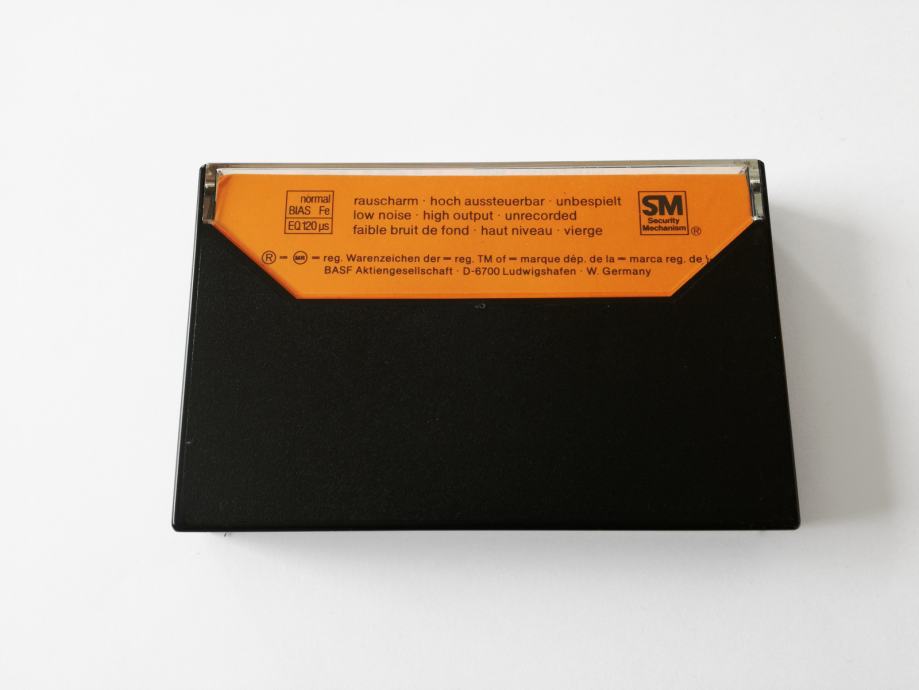 normal
BIAS Fe
EQ 120 µs
rauscharm · hoch aussteuerbar · unbespielt
low noise · high output · unrecorded
faible bruit de fond · haut niveau · vierge
SM
Security
Mechanism ®
® – MR – reg. Warenzeichen der – reg. TM of – marque dép. de la – marca reg. de
BASF Aktiengesellschaft · D-6700 Ludwigshafen · W. Germany